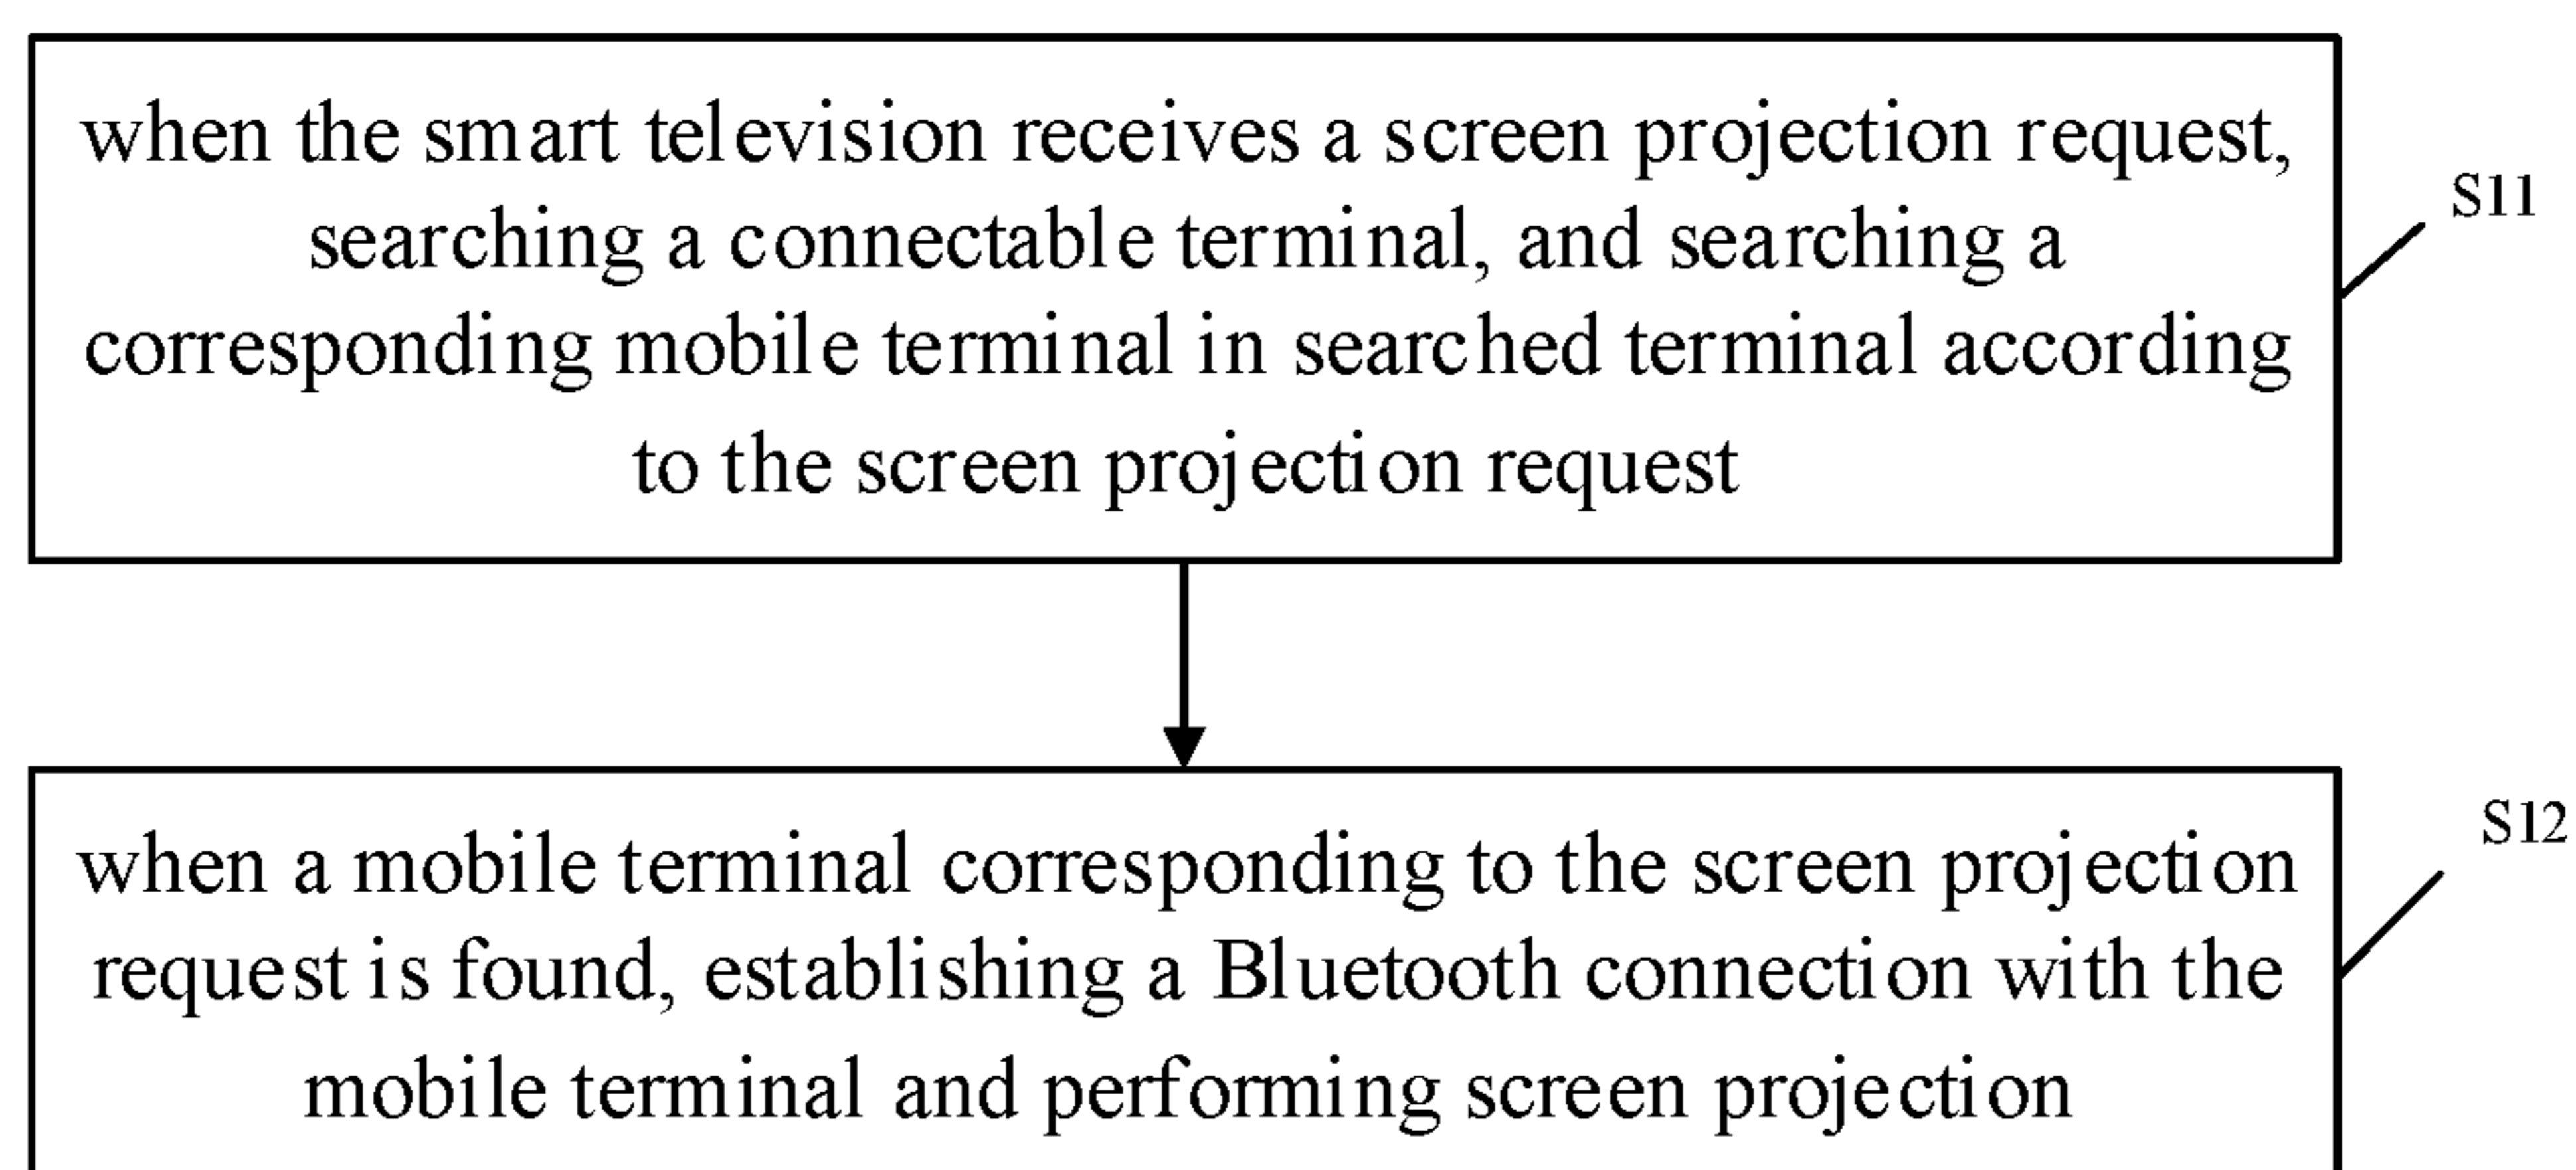 when the smart television receives a screen projection request,
searching a connectable terminal, and searching a
corresponding mobile terminal in searched terminal according
to the screen projection request
S11
when a mobile terminal corresponding to the screen projection
request is found, establishing a Bluetooth connection with the
mobile terminal and performing screen projection
S12